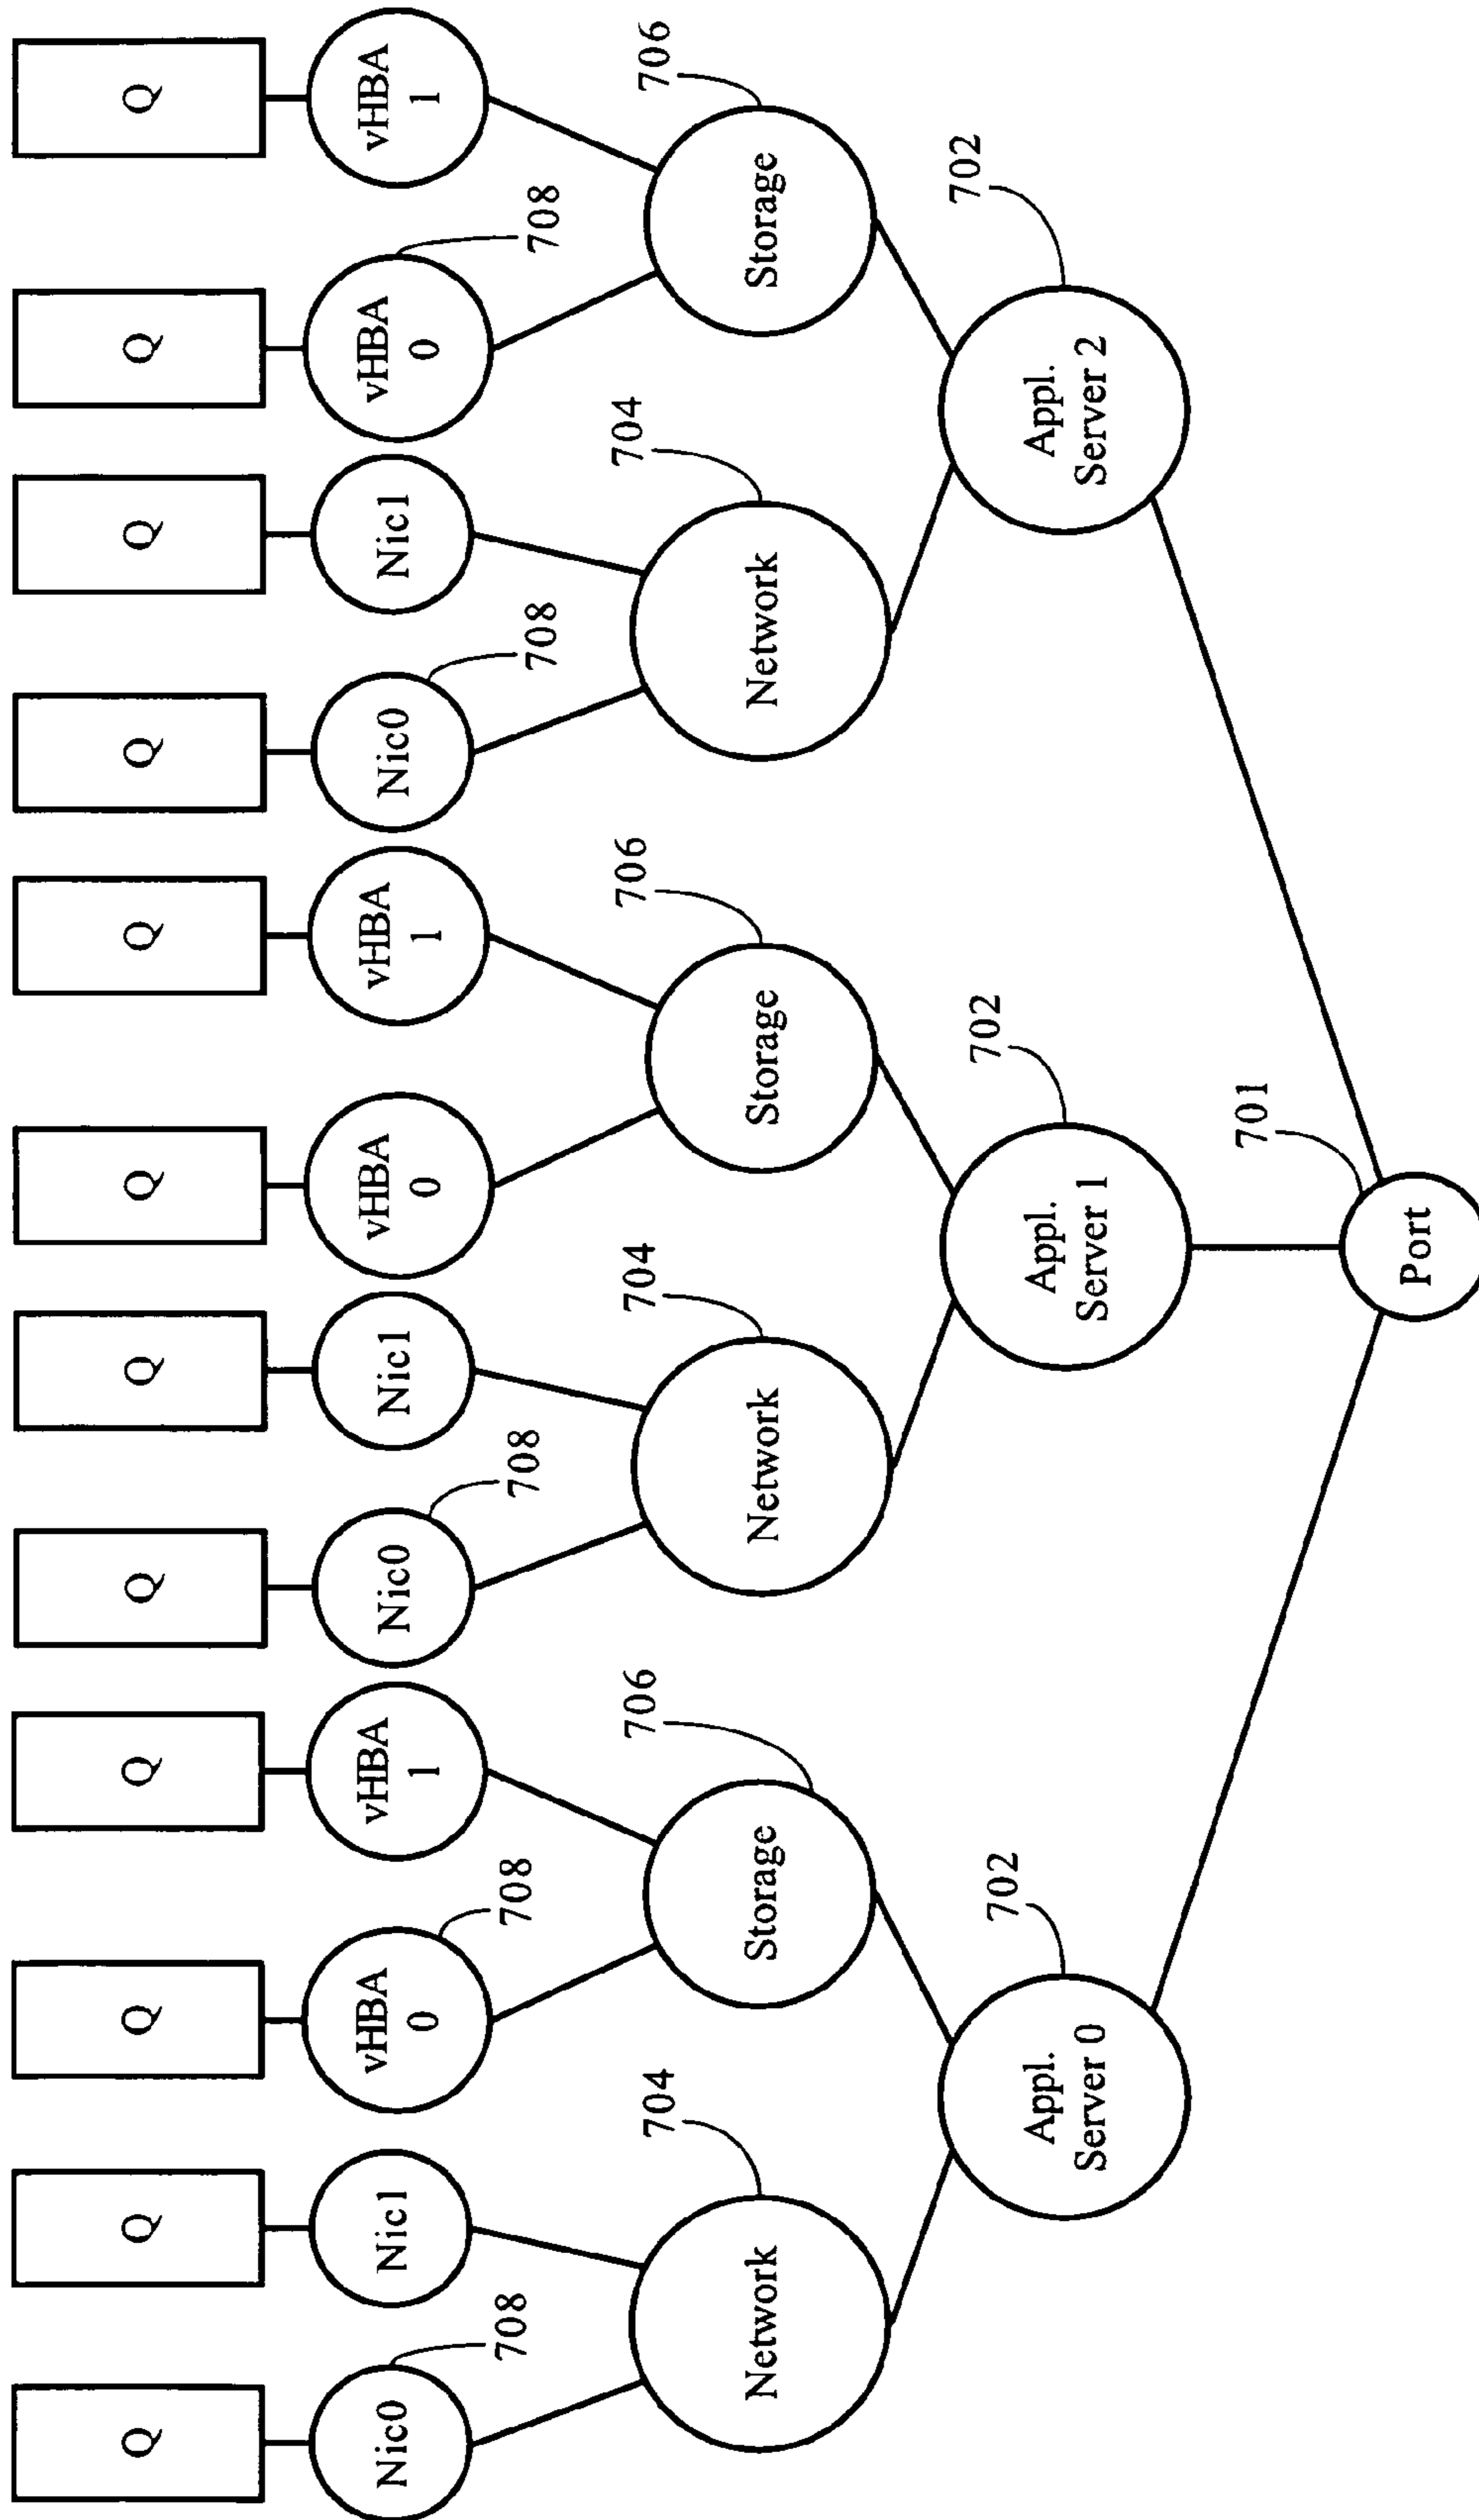 Q
Q
Q
Q
Q
Q
Q
Q
Q
Q
Q
Q
Nic0
Nic1
vHBA
0
vHBA
1
Nic0
Nic1
vHBA
0
vHBA
1
Nic0
Nic1
vHBA
0
vHBA
1
708
708
708
708
708
704
706
704
706
704
706
Network
Storage
Network
Storage
Network
Storage
702
702
702
Appl.
Server 0
Appl.
Server 1
Appl.
Server 2
701
Port